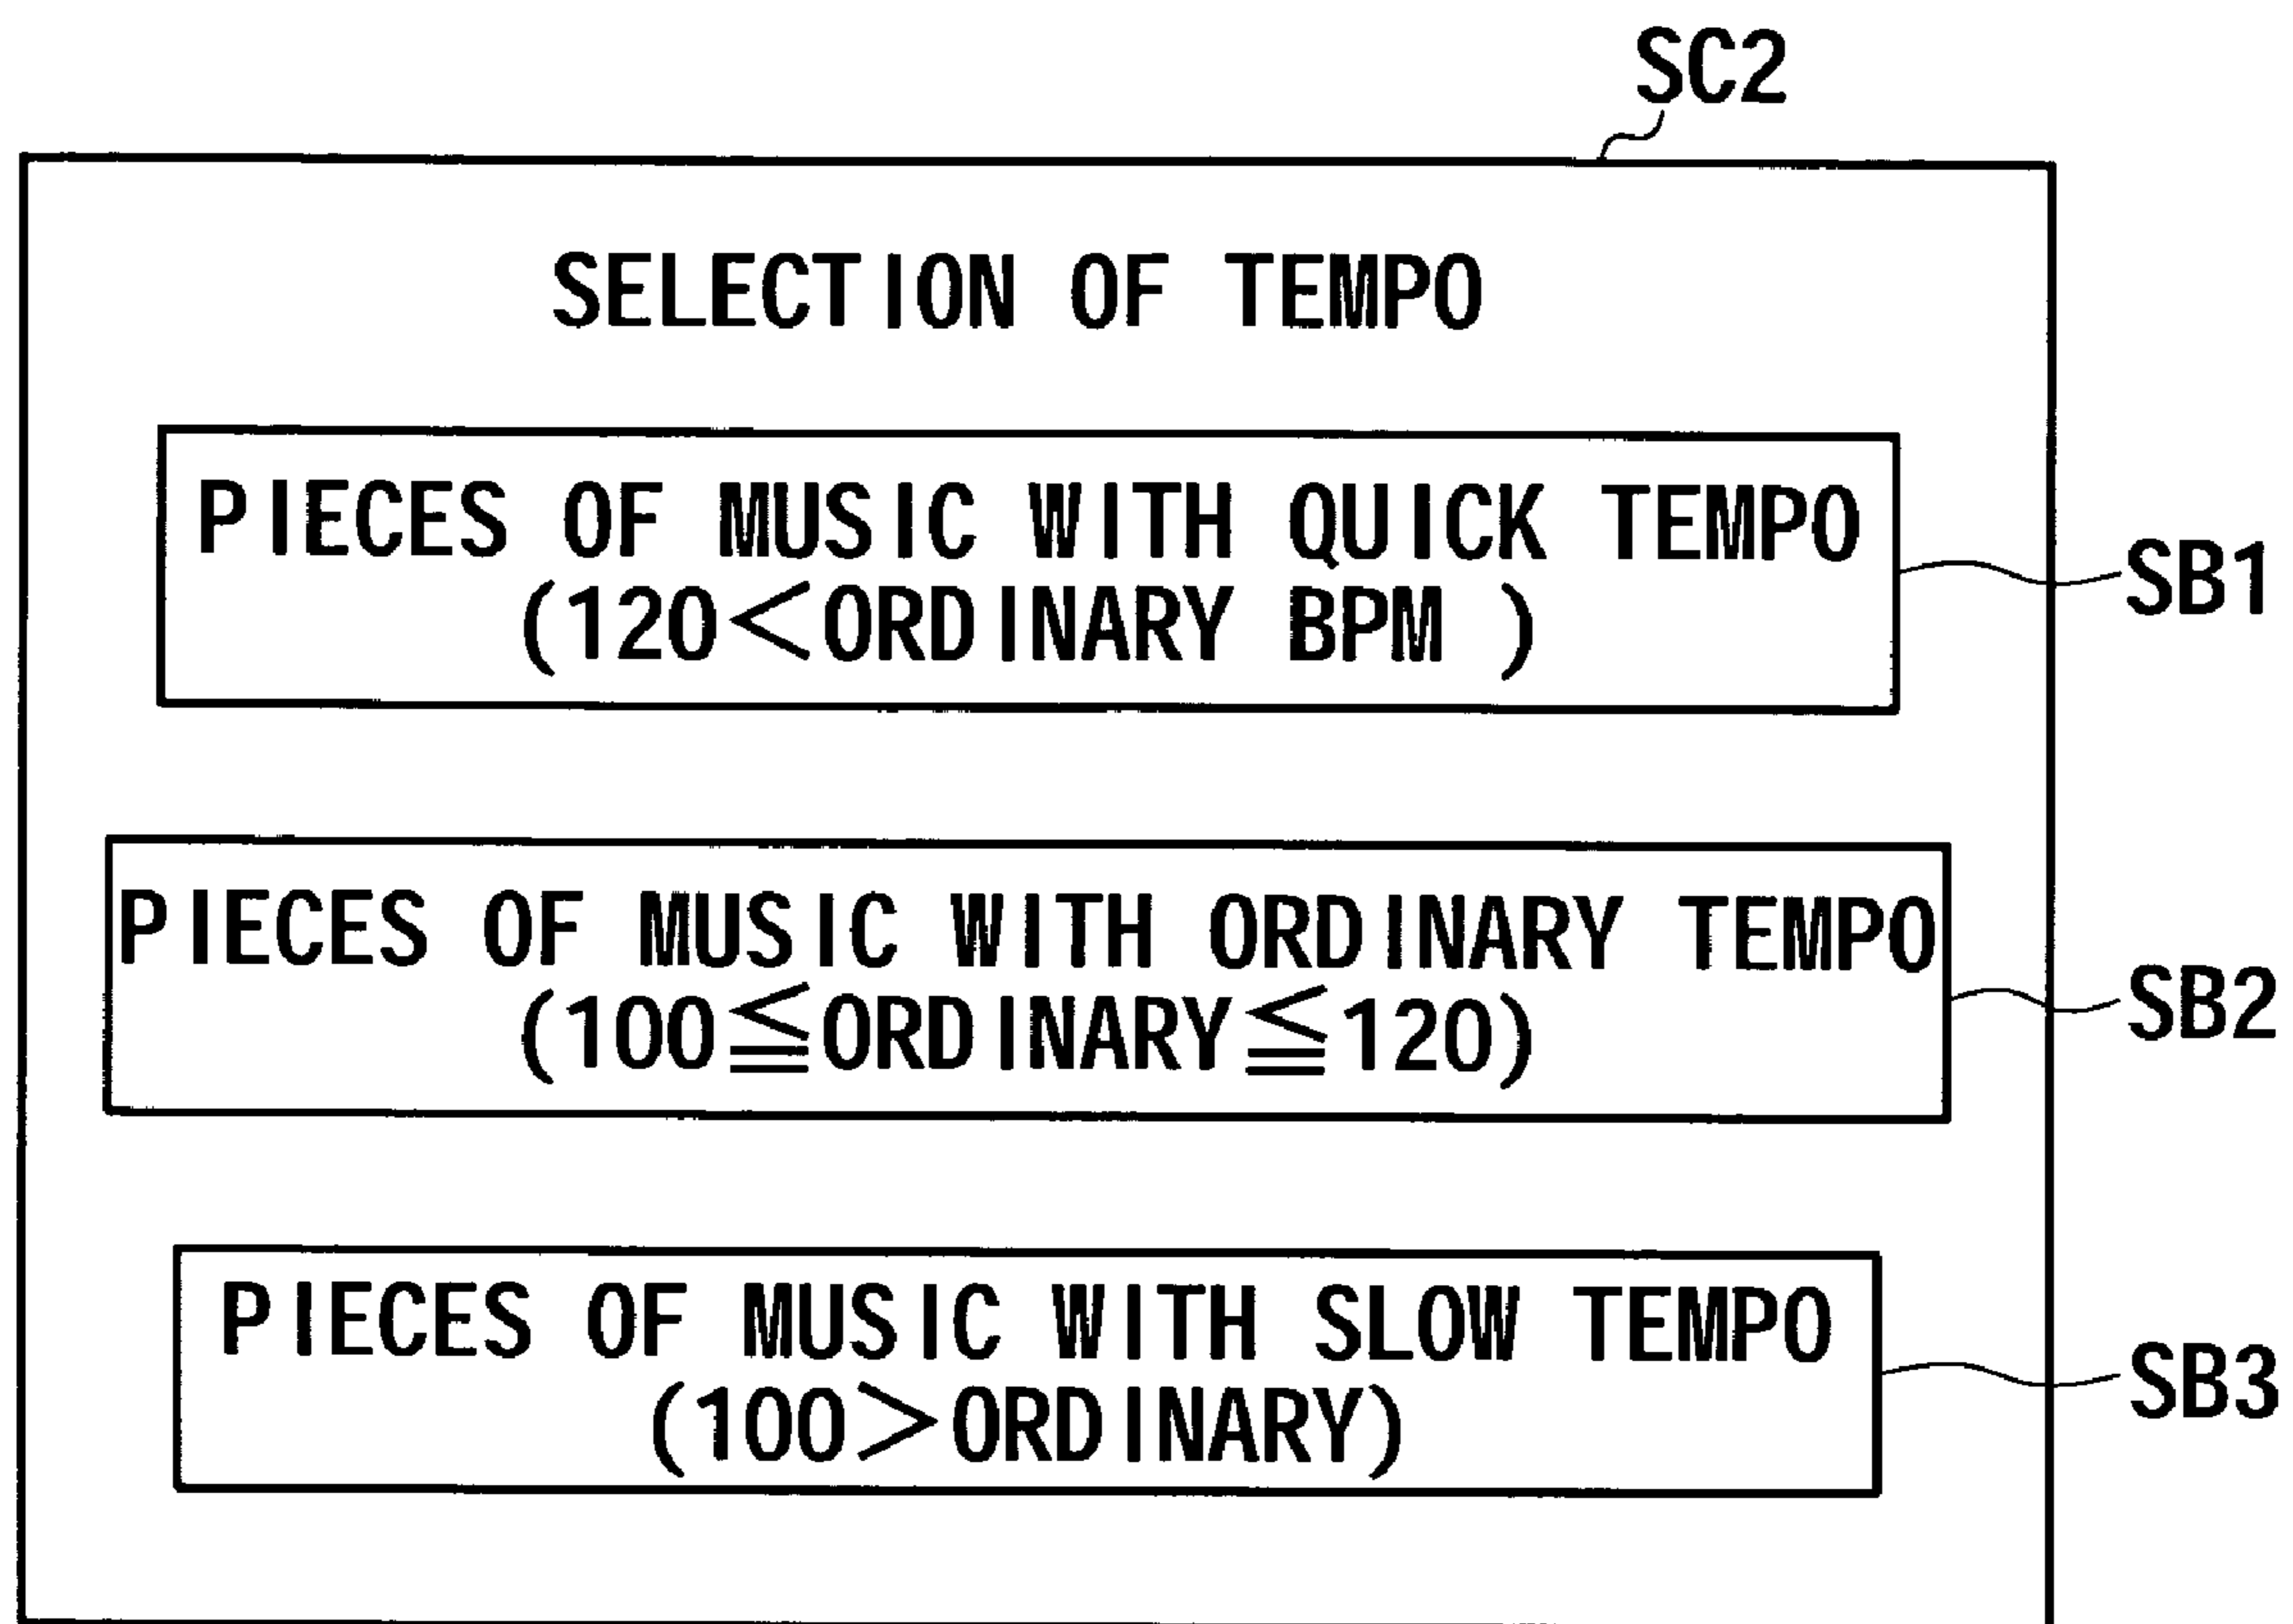 SC2
SELECTION OF TEMPO
PIECES OF MUSIC WITH QUICK TEMPO
(120<ORDINARY BPM )
SB1
PIECES OF MUSIC WITH ORDINARY TEMPO
(100≦ORDINARY≦120)
SB2
PIECES OF MUSIC WITH SLOW TEMPO
(100>ORDINARY)
SB3